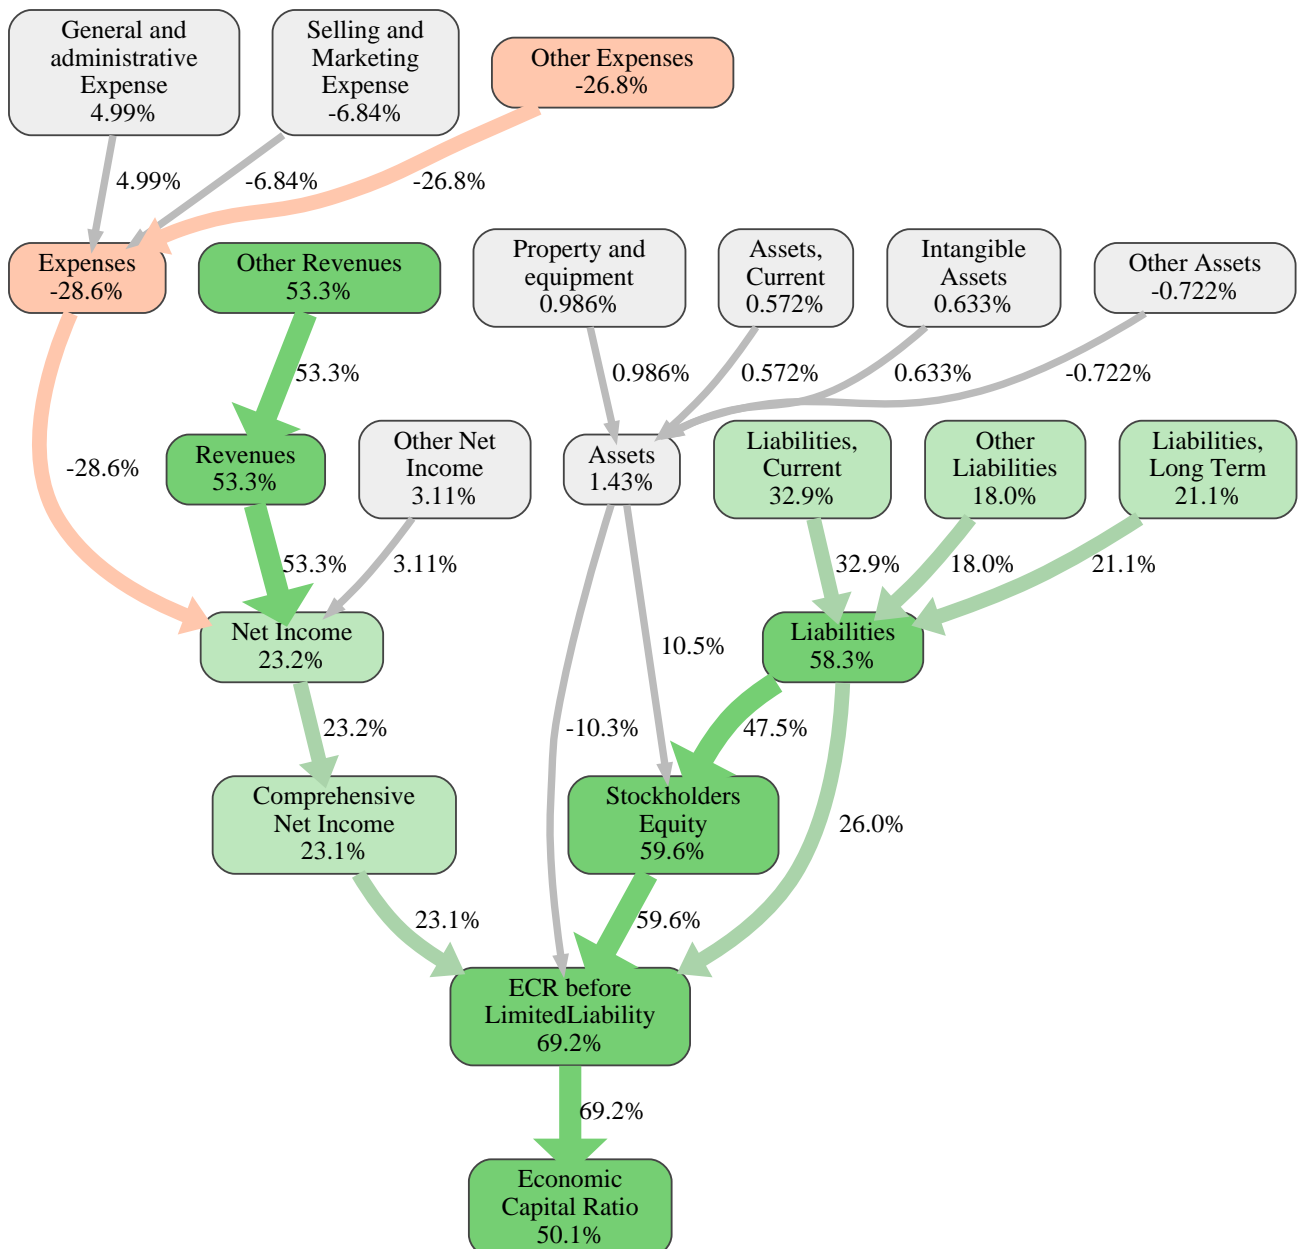 General and
administrative
Expense
4.99%
Selling and
Marketing
Expense
-6.84%
Other Expenses
-26.8%
4.99%
-6.84%
-26.8%
Expenses
-28.6%
Other Revenues
53.3%
Property and
equipment
0.986%
Assets,
Current
0.572%
Intangible
Assets
0.633%
Other Assets
-0.722%
53.3%
0.986%
0.572%
0.633%
-0.722%
-28.6%
Revenues
53.3%
Other Net
Income
3.11%
Assets
1.43%
Liabilities,
Current
32.9%
Other
Liabilities
18.0%
Liabilities,
Long Term
21.1%
53.3%
3.11%
32.9%
18.0%
21.1%
Net Income
23.2%
10.5%
Liabilities
58.3%
23.2%
-10.3%
47.5%
Comprehensive
Net Income
23.1%
Stockholders
Equity
59.6%
26.0%
23.1%
59.6%
ECR before
LimitedLiability
69.2%
69.2%
Economic
Capital Ratio
50.1%